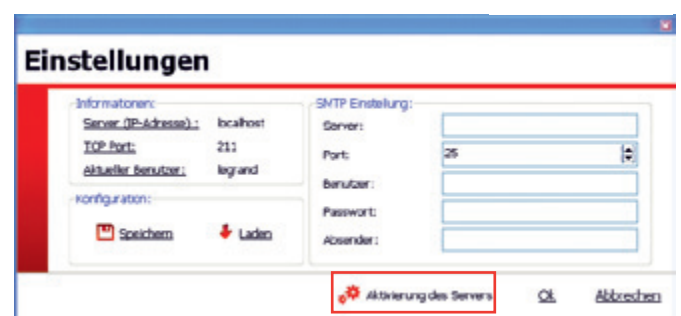 Einstellungen
Informationen:
Server (IP-Adresse) : localhost
TCP Port: 211
Aktueller Benutzer: legrand
Konfiguration:
Speichern Laden
SMTP Einstellung:
Server:
Port: 25
Benutzer:
Passwort:
Absender:
Aktivierung des Servers Ok Abbrechen